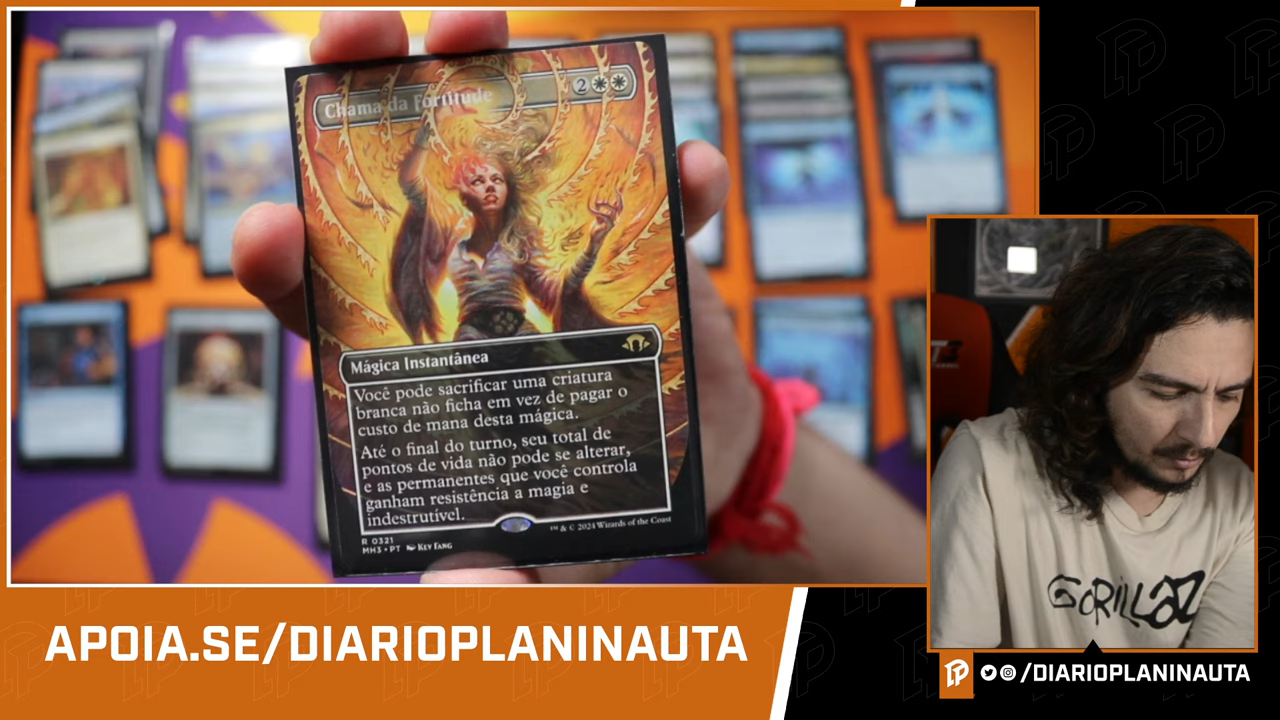 Chama da Fortitude
2
Mágica Instantânea
Você pode sacrificar uma criatura
branca não ficha em vez de pagar o
custo de mana desta mágica.
Até o final do turno, seu total de
pontos de vida não pode se alterar,
e as permanentes que você controla
ganham resistência a magia e
indestrutível.
R 0321
MH3 • PT Kev Fang
™ & © 2024 Wizards of the Coast
GORILLAZ
APOIA.SE/DIARIOPLANINAUTA
/DIARIOPLANINAUTA